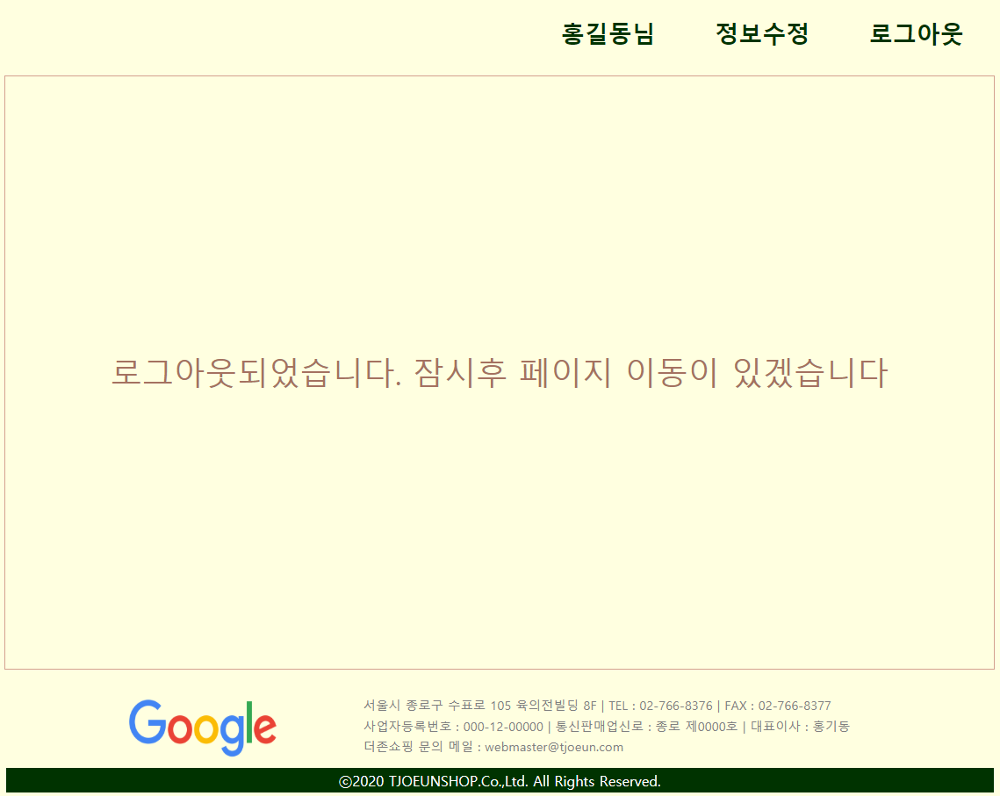 홍길동님 정보수정 로그아웃
로그아웃되었습니다. 잠시후 페이지 이동이 있겠습니다
Google
서울시 종로구 수표로 105 육의전빌딩 8F | TEL : 02-766-8376 | FAX : 02-766-8377
사업자등록번호 : 000-12-00000 | 통신판매업신로 : 종로 제0000호 | 대표이사 : 홍기동
더존쇼핑 문의 메일 : webmaster@tjoeun.com
ⓒ2020 TJOEUNSHOP.Co.,Ltd. All Rights Reserved.